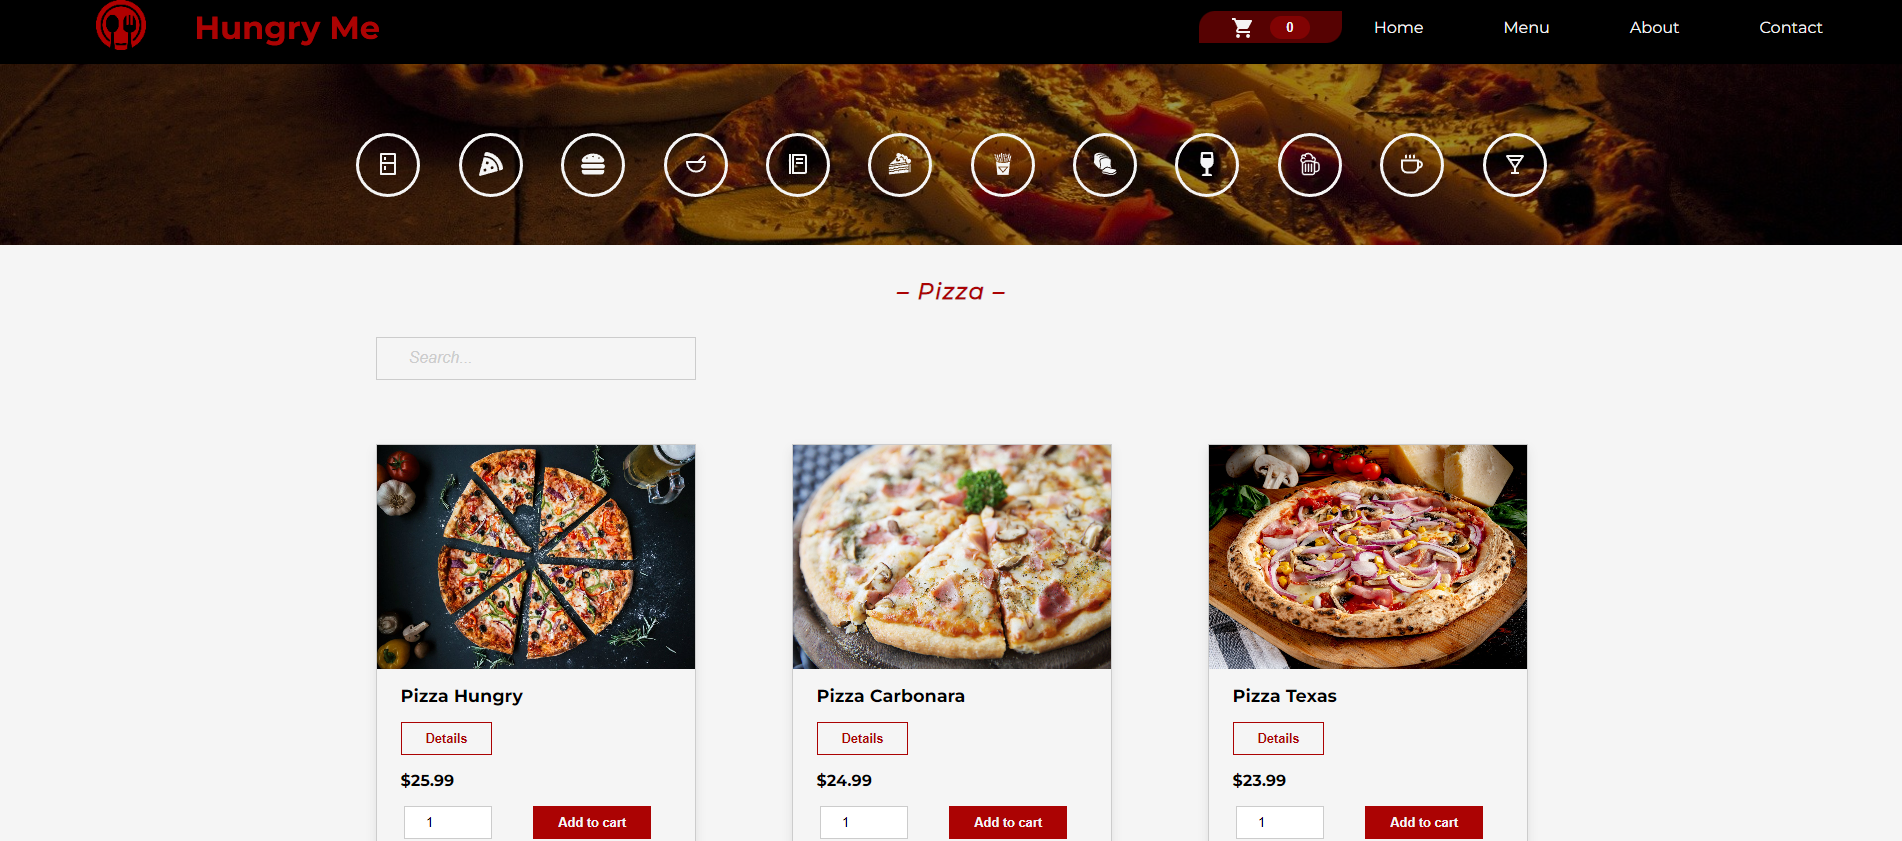 Hungry Me
0
Home
Menu
About
Contact
– Pizza –
Search...
Pizza Hungry
Pizza Carbonara
Pizza Texas
Details
Details
Details
$25.99
$24.99
$23.99
1
Add to cart
1
Add to cart
1
Add to cart